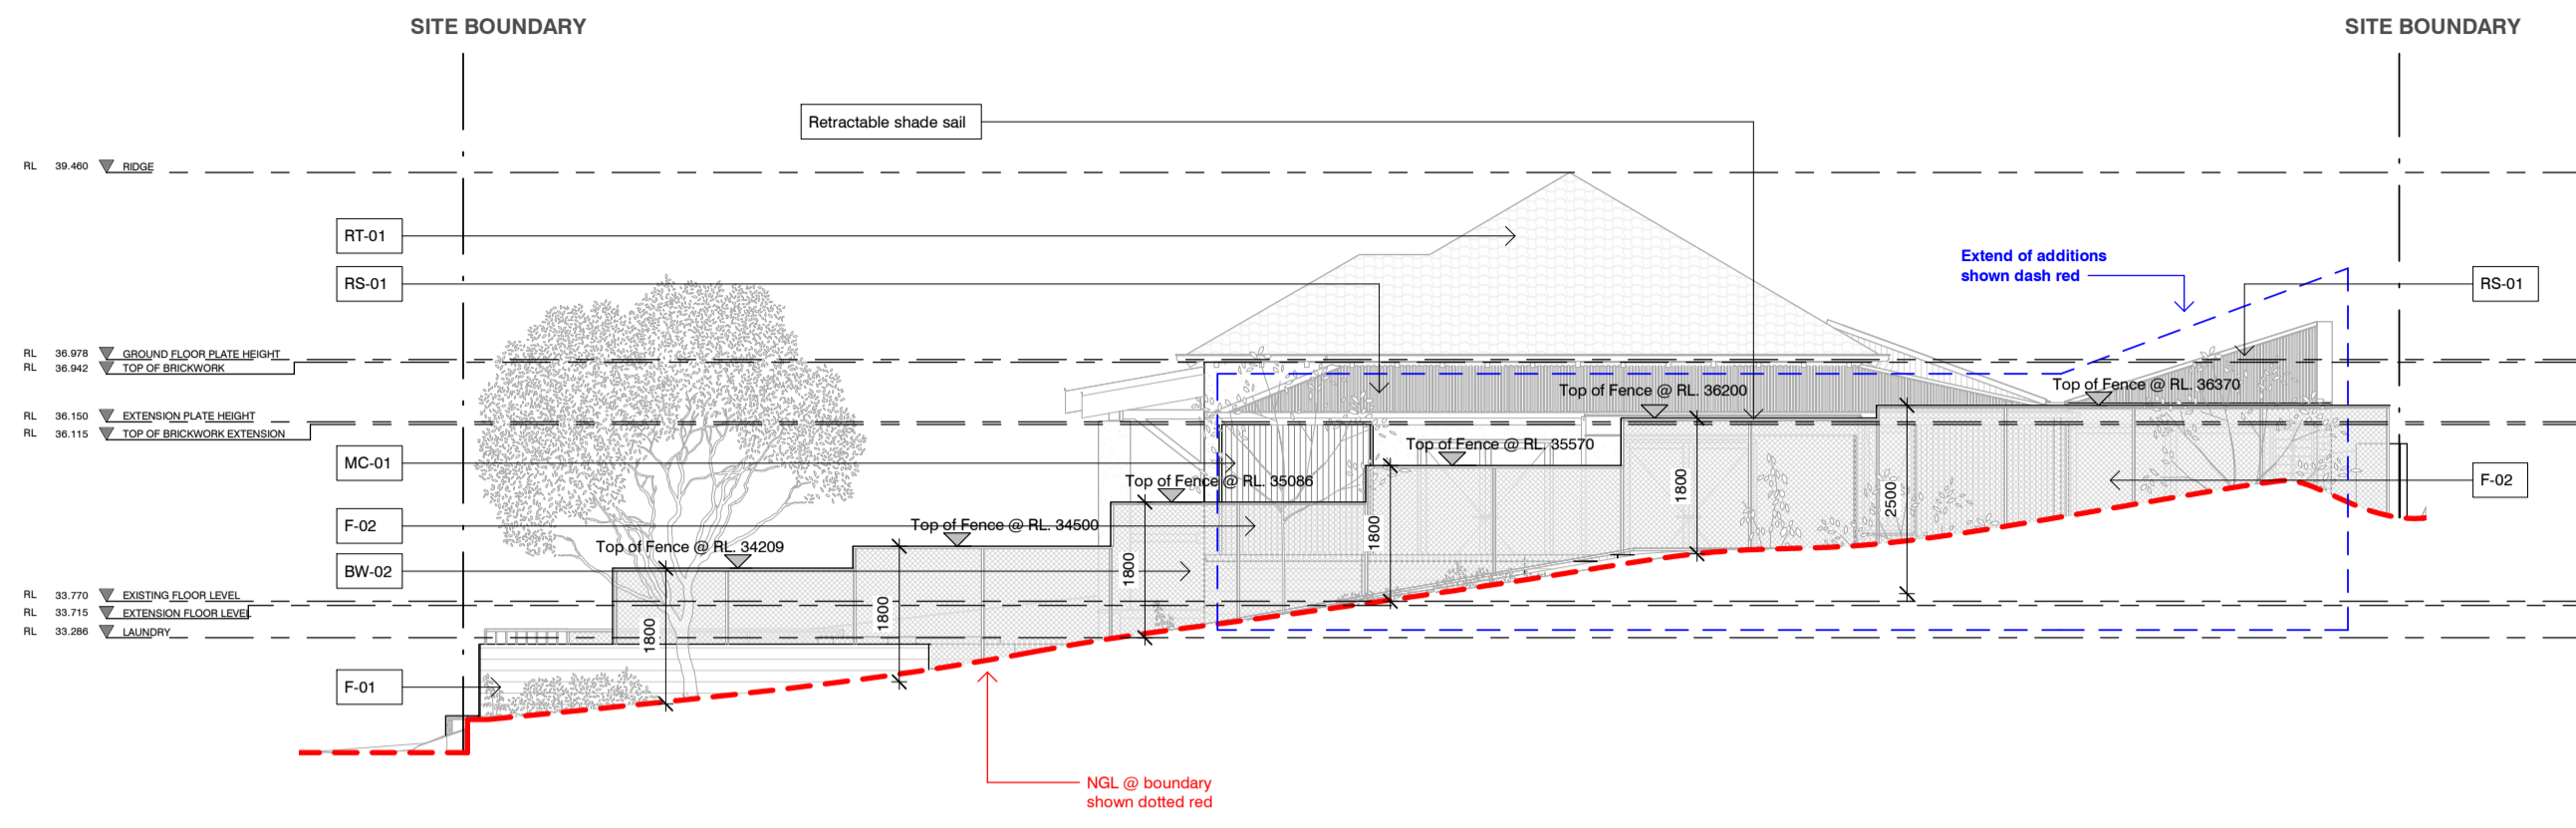 SITE BOUNDARY
SITE BOUNDARY
Retractable shade sail
RL 39.460 RIDGE
RT-01
Extend of additions
shown dash red
RS-01
RS-01
RL 36.978 GROUND FLOOR PLATE HEIGHT
RL 36.942 TOP OF BRICKWORK
Top of Fence @ RL. 36200
Top of Fence @ RL. 36370
RL 36.150 EXTENSION PLATE HEIGHT
RL 36.115 TOP OF BRICKWORK EXTENSION
Top of Fence @ RL. 35570
MC-01
Top of Fence @ RL. 35086
F-02
1800
2500
F-02
Top of Fence @ RL. 34500
1800
Top of Fence @ RL. 34209
BW-02
1800
RL 33.770 EXISTING FLOOR LEVEL
RL 33.715 EXTENSION FLOOR LEVEL
1800
RL 33.286 LAUNDRY
1800
F-01
NGL @ boundary
shown dotted red